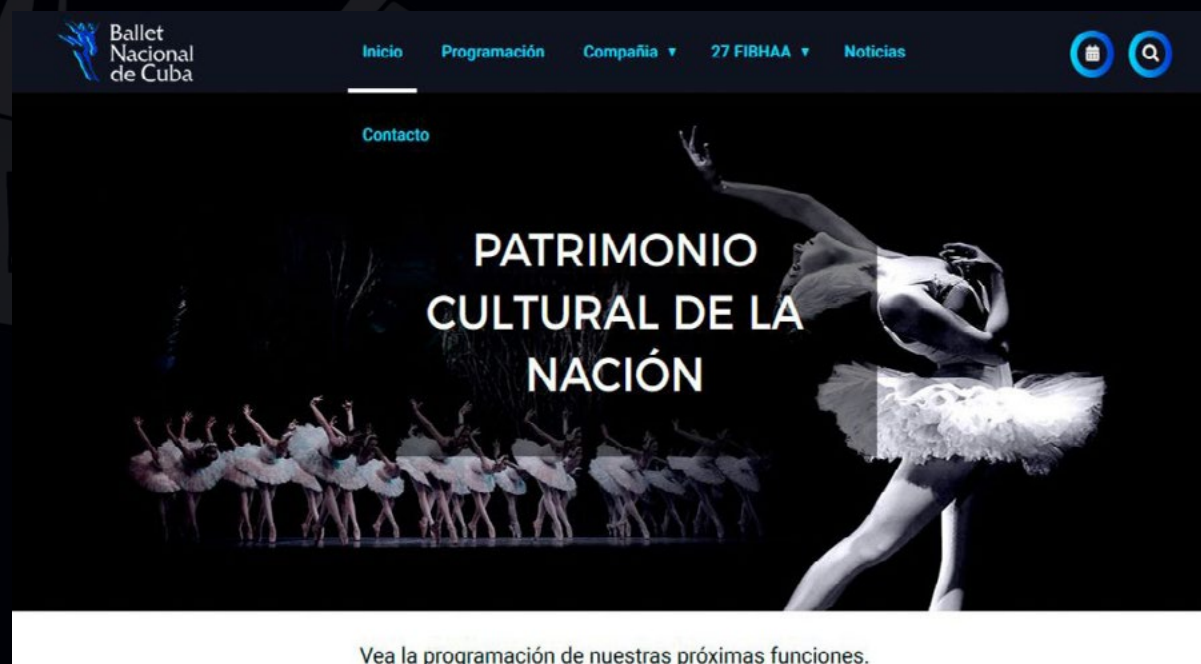 Ballet
Nacional
de Cuba
Inicio Programación Compañia ▾ 27 FIBHAA ▾ Noticias
Contacto
PATRIMONIO
CULTURAL DE LA
NACIÓN
Vea la programación de nuestras próximas funciones.